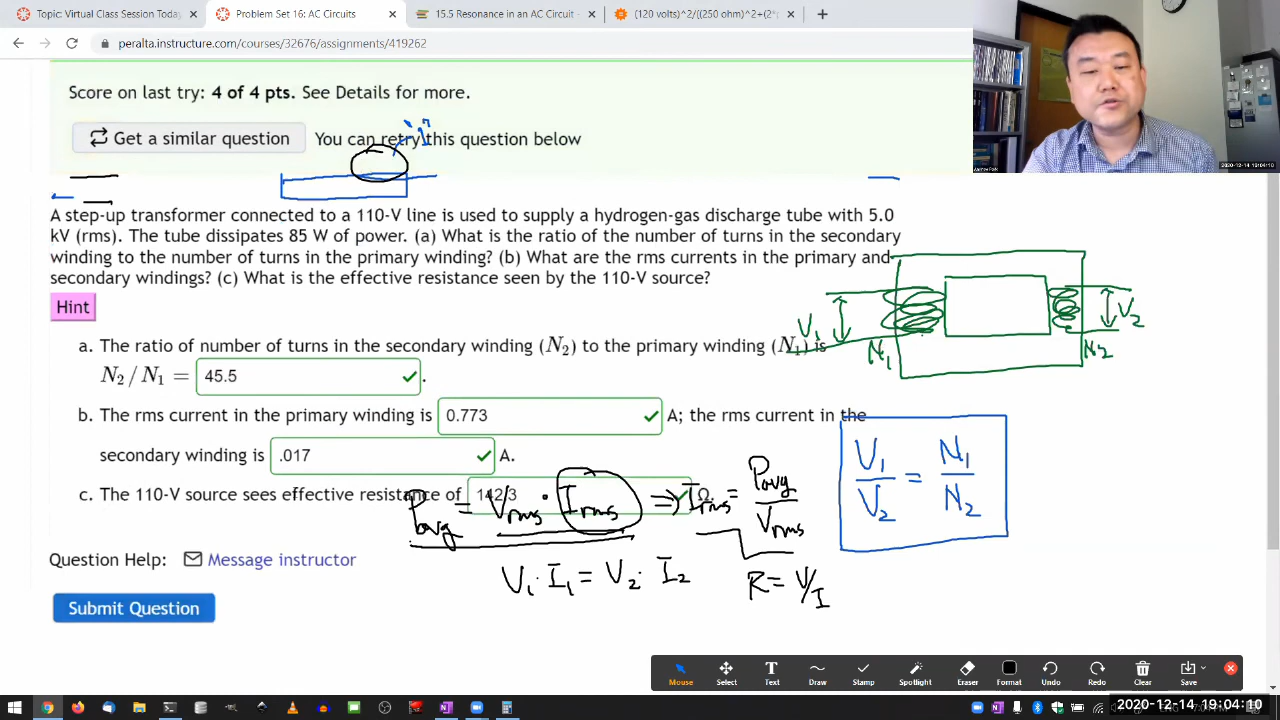 Topic: Virtual Class Session Today
Problem Set 16: AC Circuits
15.5 Resonance in an AC Circuit -
(120 volts)^2/((250 ohm)^2+(2*
peralta.instructure.com/courses/32676/assignments/419262
Score on last try: 4 of 4 pts. See Details for more.
Get a similar question
You can retry this question below
A step-up transformer connected to a 110-V line is used to supply a hydrogen-gas discharge tube with 5.0
kV (rms). The tube dissipates 85 W of power. (a) What is the ratio of the number of turns in the secondary
winding to the number of turns in the primary winding? (b) What are the rms currents in the primary and
secondary windings? (c) What is the effective resistance seen by the 110-V source?
Hint
a. The ratio of number of turns in the secondary winding (N2) to the primary winding (N1) is
N2/N1 = 45.5 .
b. The rms current in the primary winding is 0.773 A; the rms current in the
secondary winding is .017 A.
c. The 110-V source sees effective resistance of 142.3 Ω.
V1
N1
V2
N2
V1/V2 = N1/N2
Pavg = Vrms · Irms ⇒ Irms = Pavg/Vrms
V1 · I1 = V2 · I2
R = V/I
Question Help: Message instructor
Submit Question
Mouse Select Text Draw Stamp Spotlight Eraser Format Undo Redo Clear Save
2020-12-14 19:04:10
2020-12-14 19:04:10